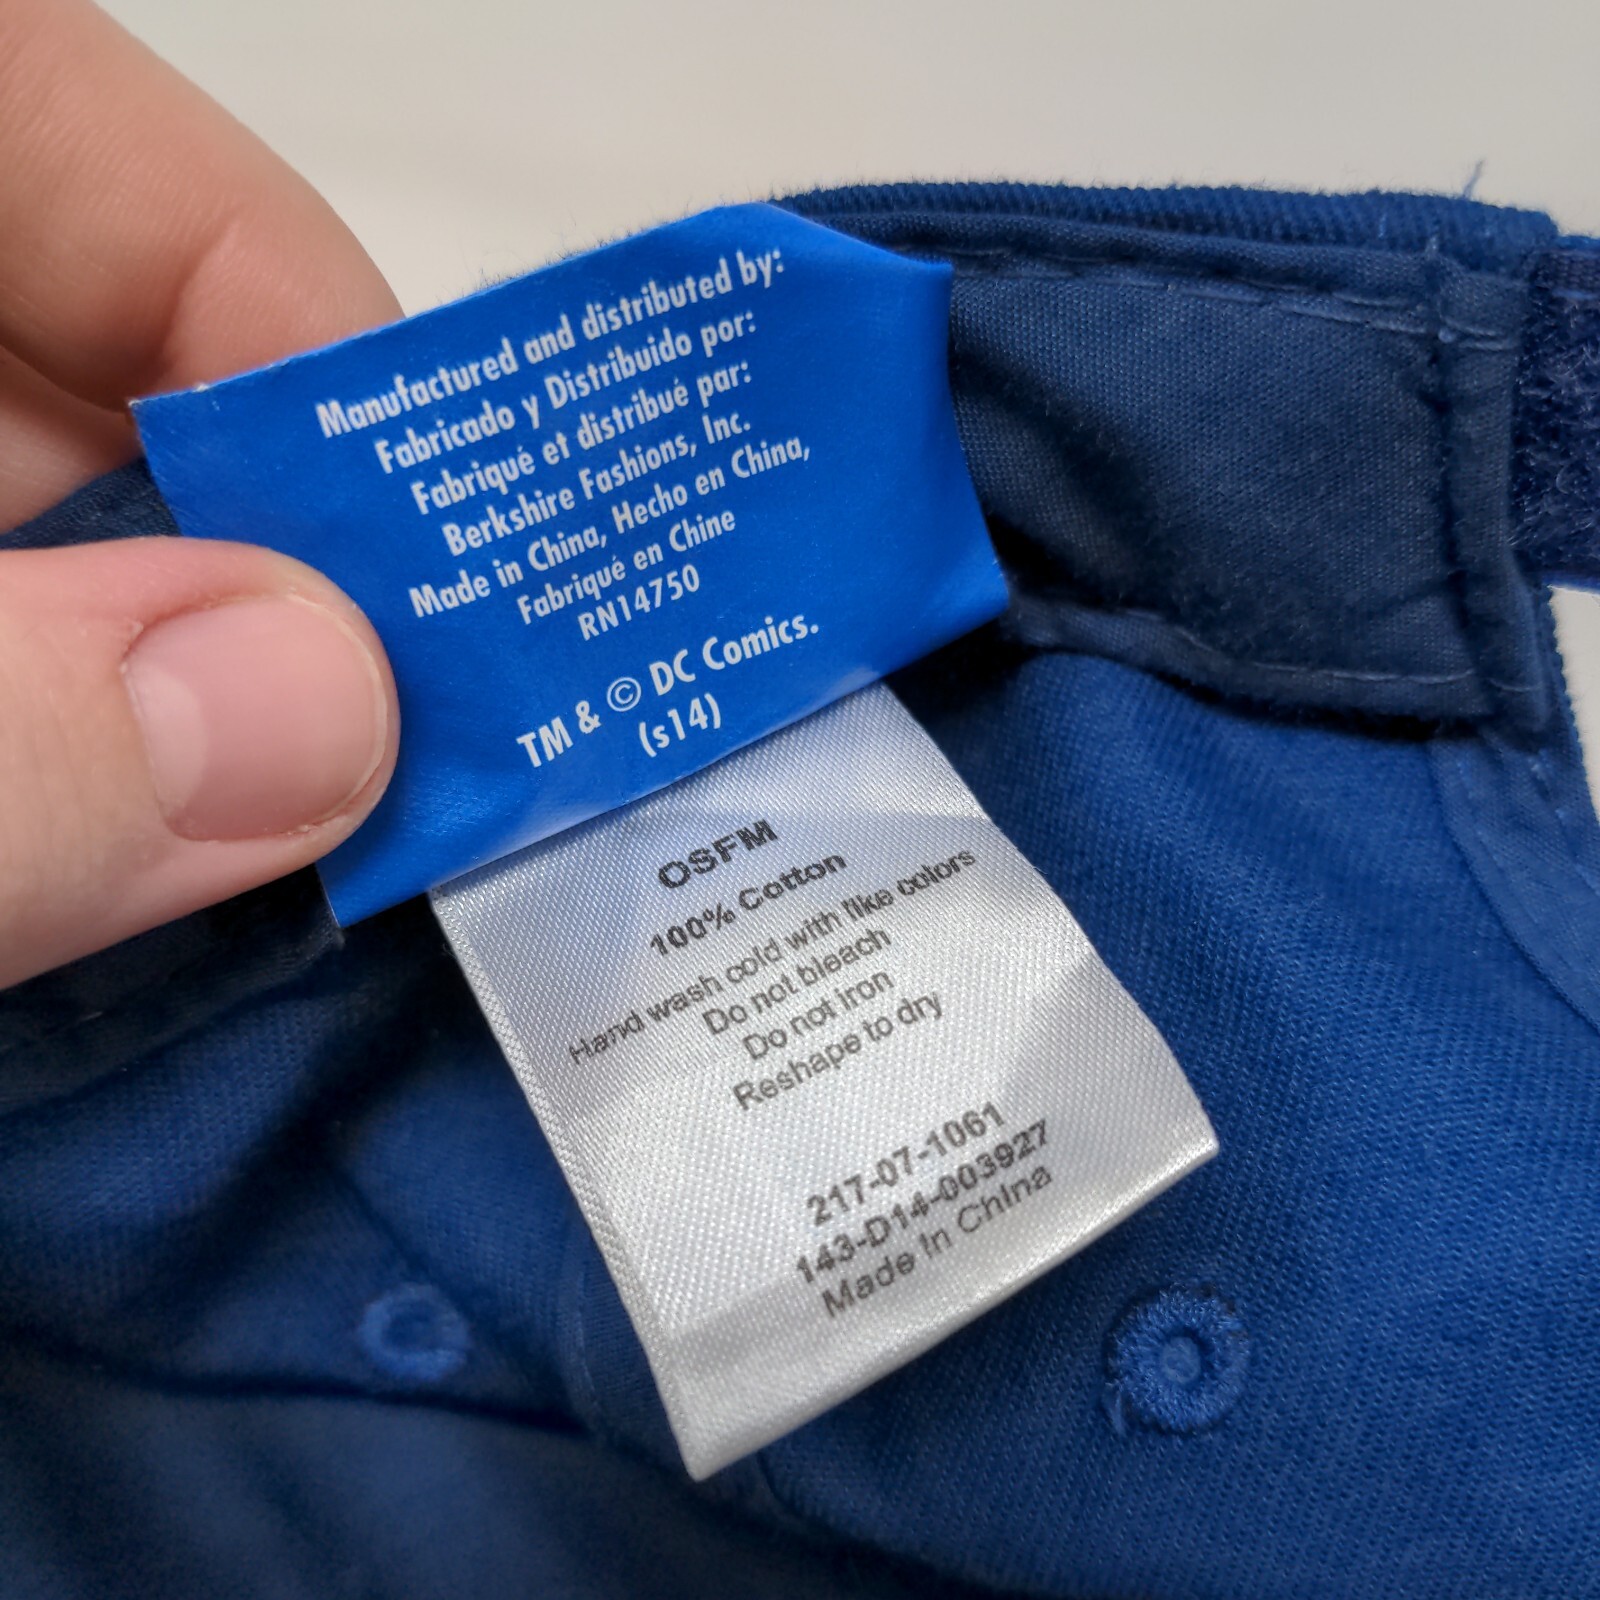 Manufactured and distributed by:
Fabricado y Distribuido por:
Fabriqué et distribué par:
Berkshire Fashions, Inc.
Made in China, Hecho en China,
Fabriqué en Chine
RN14750
TM & © DC Comics.
(s14)
OSFM
100% Cotton
Hand wash cold with like colors
Do not bleach
Do not iron
Reshape to dry
217-07-1061
143-D14-003927
Made in China